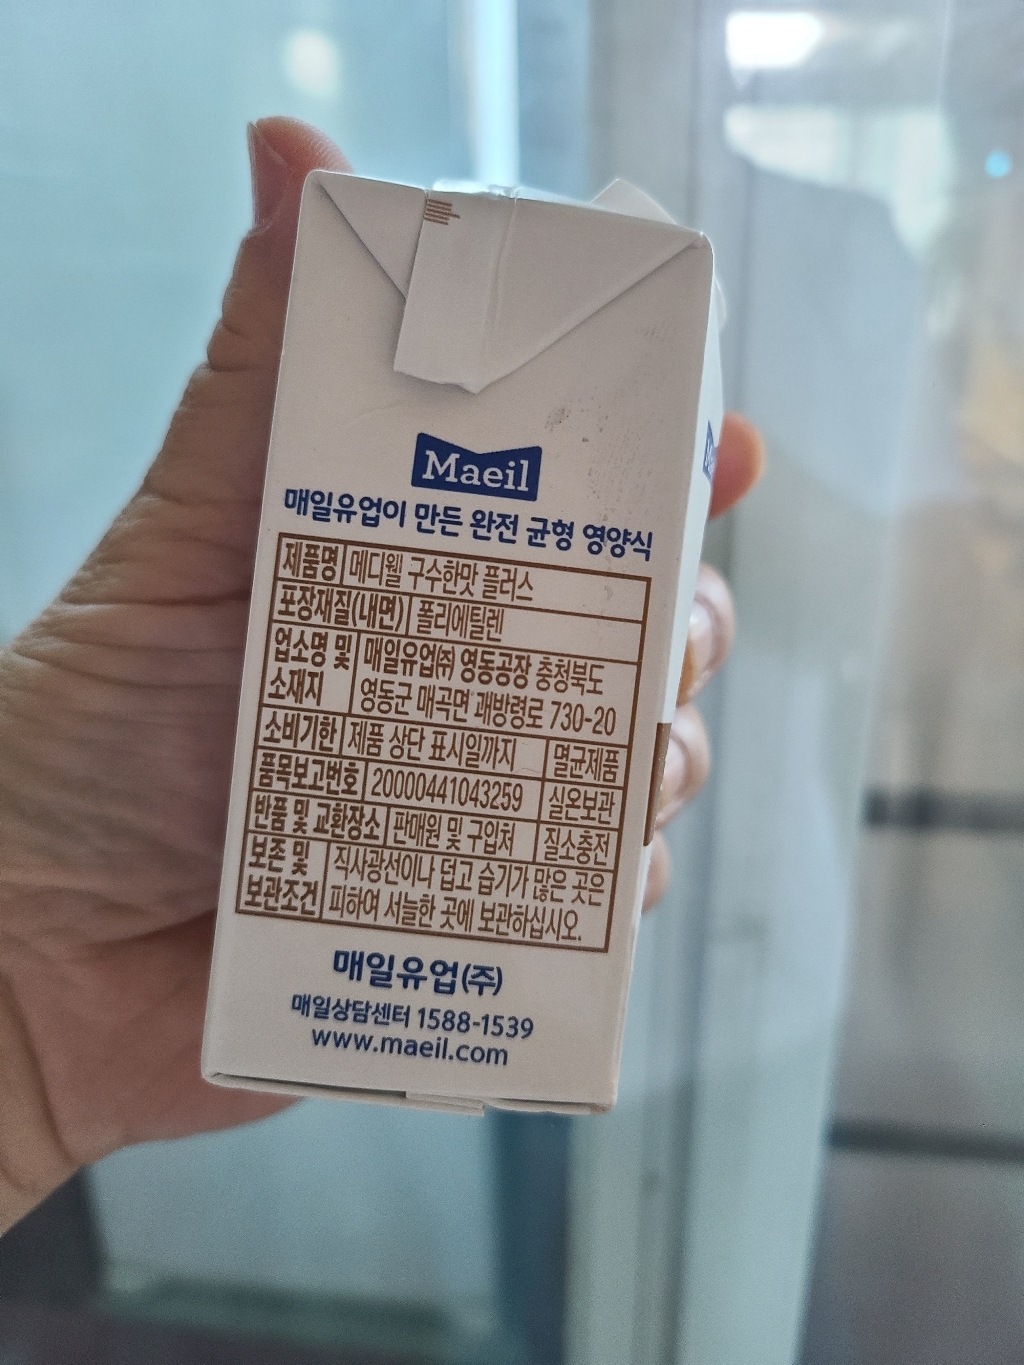 Maeil
매일유업이 만든 완전 균형 영양식
제품명 메디웰 구수한맛 플러스
포장재질(내면) 폴리에틸렌
업소명 및 소재지 매일유업㈜ 영동공장 충청북도
영동군 매곡면 괘방령로 730-20
소비기한 제품 상단 표시일까지 멸균제품
품목보고번호 20000441043259 실온보관
반품 및 교환장소 판매원 및 구입처 질소충전
보존 및 보관조건 직사광선이나 덥고 습기가 많은 곳은
피하여 서늘한 곳에 보관하십시오.
매일유업(주)
매일상담센터 1588-1539
www.maeil.com